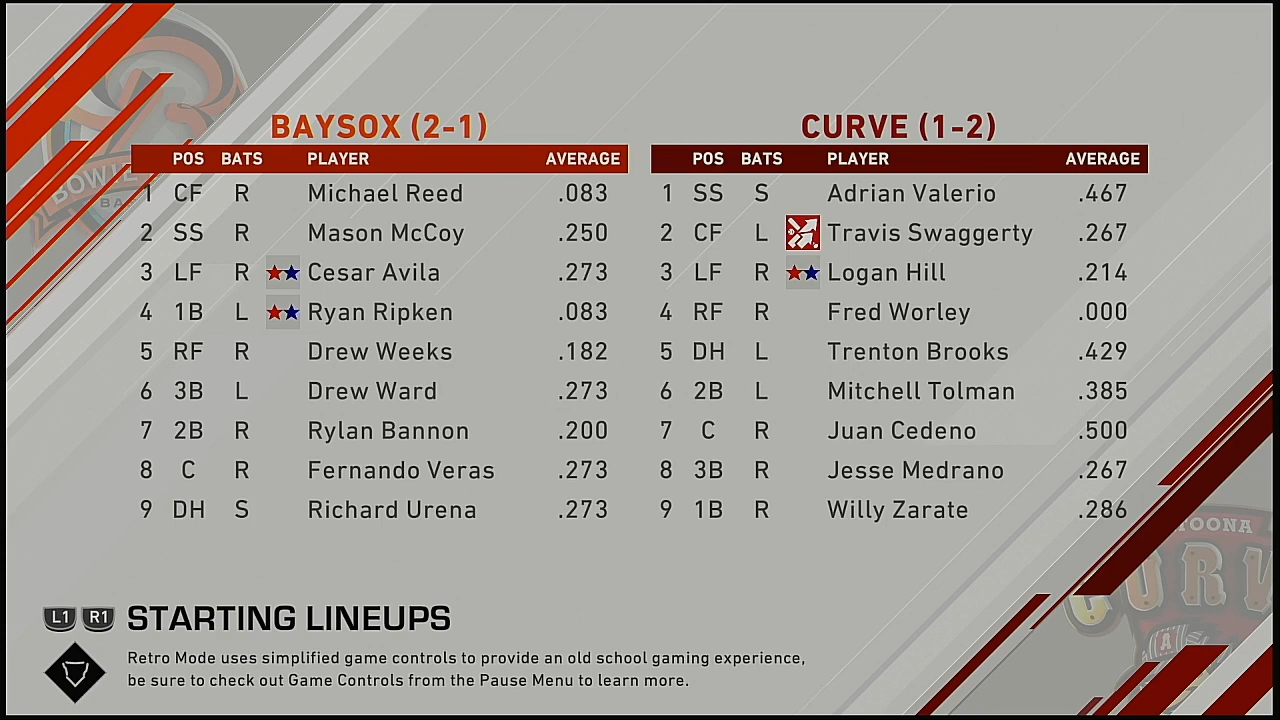 BAYSOX (2-1)
POS BATS PLAYER AVERAGE
1 CF R Michael Reed .083
2 SS R Mason McCoy .250
3 LF R Cesar Avila .273
4 1B L Ryan Ripken .083
5 RF R Drew Weeks .182
6 3B L Drew Ward .273
7 2B R Rylan Bannon .200
8 C R Fernando Veras .273
9 DH S Richard Urena .273
CURVE (1-2)
POS BATS PLAYER AVERAGE
1 SS S Adrian Valerio .467
2 CF L Travis Swaggerty .267
3 LF R Logan Hill .214
4 RF R Fred Worley .000
5 DH L Trenton Brooks .429
6 2B L Mitchell Tolman .385
7 C R Juan Cedeno .500
8 3B R Jesse Medrano .267
9 1B R Willy Zarate .286
BOWIE
TOONA
CURV
A
L1 R1 STARTING LINEUPS
Retro Mode uses simplified game controls to provide an old school gaming experience,
be sure to check out Game Controls from the Pause Menu to learn more.